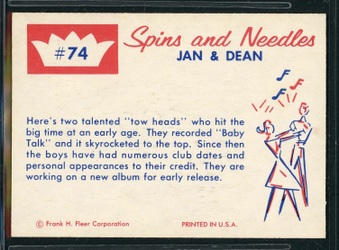 #74
Spins and Needles
JAN & DEAN
Here's two talented "tow heads" who hit the
big time at an early age. They recorded "Baby
Talk" and it skyrocketed to the top. Since then
the boys have had numerous club dates and
personal appearances to their credit. They are
working on a new album for early release.
© Frank H. Fleer Corporation PRINTED IN U.S.A.